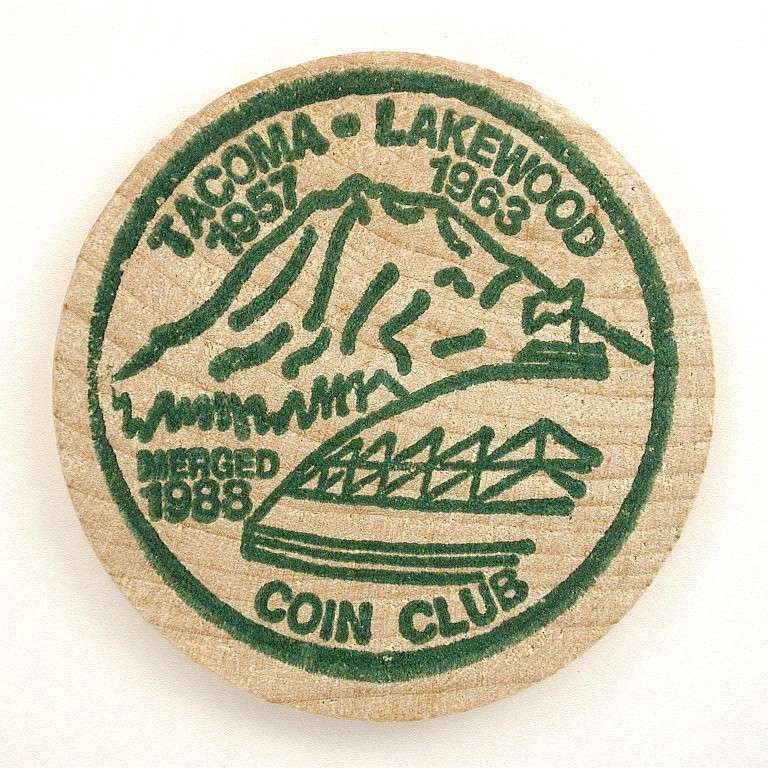 TACOMA • LAKEWOOD
1957 1963
MERGED
1988
COIN CLUB